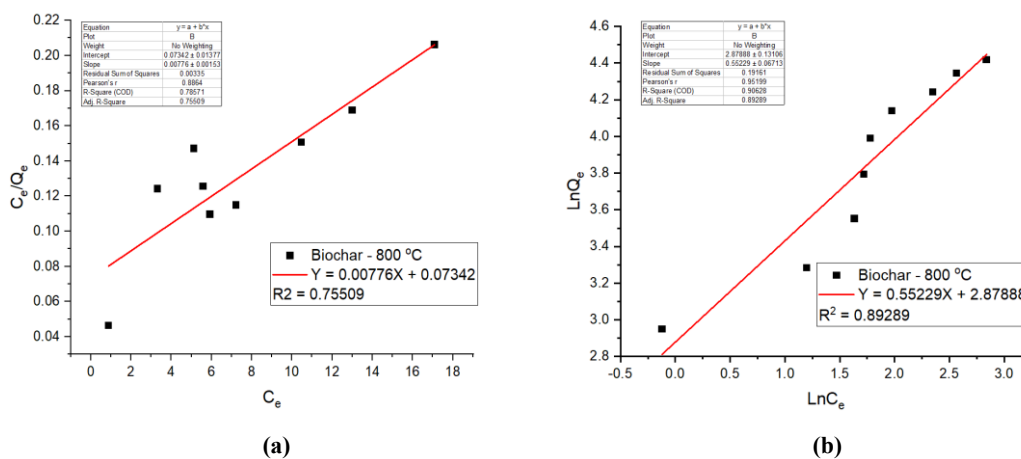 0.22
0.20
0.18
0.16
0.14
0.12
0.10
0.08
0.06
0.04
C_e/Q_e
Equation y = a + b*x
Plot B
Weight No Weighting
Intercept 0.07342 ± 0.01377
Slope 0.00776 ± 0.00153
Residual Sum of Squares 0.00335
Pearson's r 0.8864
R-Square (COD) 0.78571
Adj. R-Square 0.75509
Biochar - 800 °C
Y = 0.00776X + 0.07342
R2 = 0.75509
0 2 4 6 8 10 12 14 16 18
C_e
(a)
4.6
4.4
4.2
4.0
3.8
3.6
3.4
3.2
3.0
2.8
LnQ_e
Equation y = a + b*x
Plot B
Weight No Weighting
Intercept 2.87888 ± 0.13106
Slope 0.55229 ± 0.06713
Residual Sum of Squares 0.19161
Pearson's r 0.95199
R-Square (COD) 0.90628
Adj. R-Square 0.89289
Biochar - 800 °C
Y = 0.55229X + 2.87888
R² = 0.89289
-0.5 0.0 0.5 1.0 1.5 2.0 2.5 3.0
LnC_e
(b)